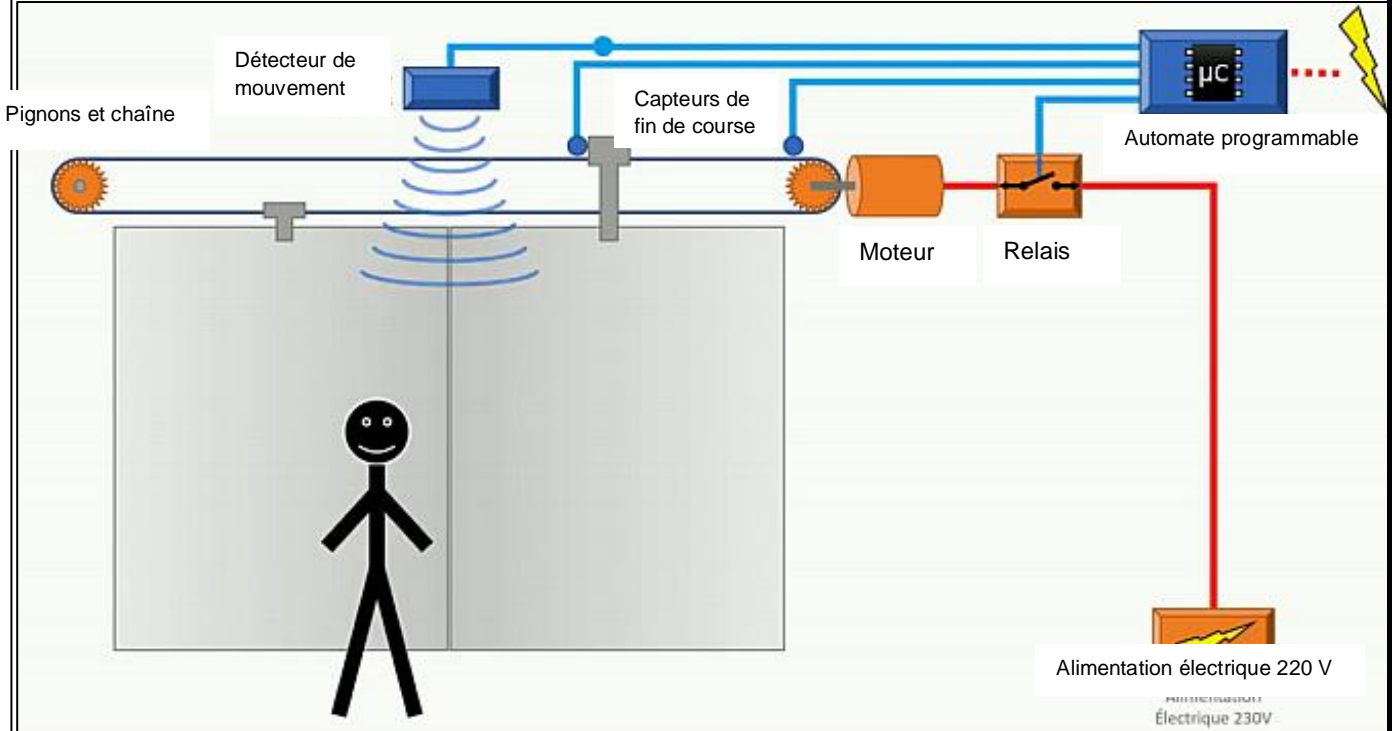 Détecteur de
mouvement
Pignons et chaîne
Capteurs de
fin de course
µC
Automate programmable
Moteur
Relais
Alimentation électrique 220 V
Alimentation
Électrique 230V